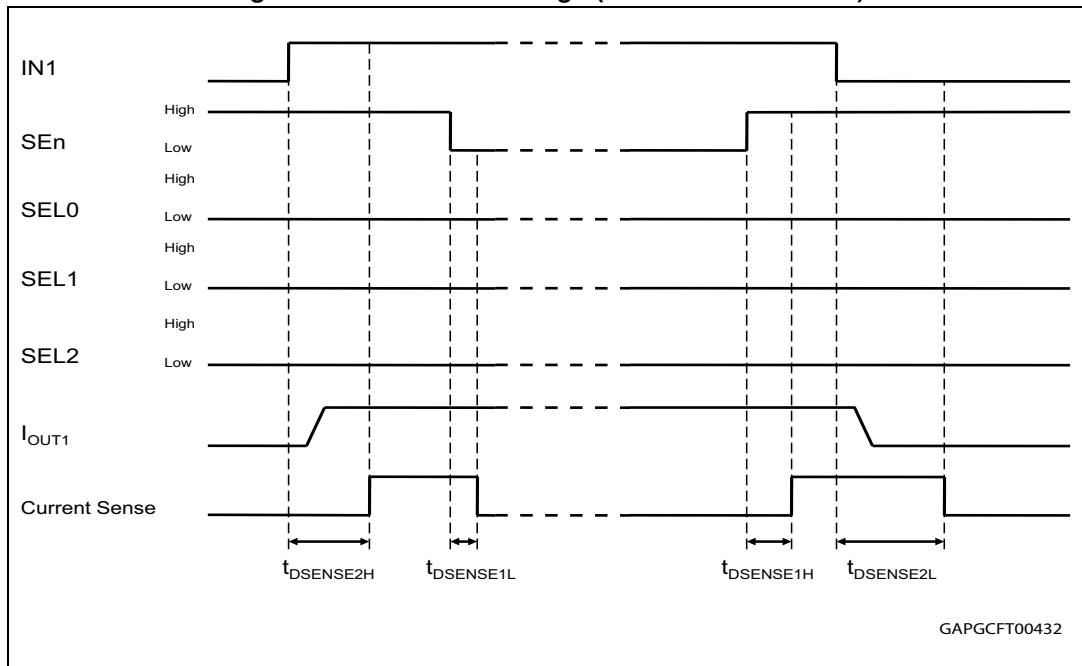 IN1
High
SEn
Low
High
SEL0
Low
High
SEL1
Low
High
SEL2
Low
IOUT1
Current Sense
tDSENSE2H tDSENSE1L tDSENSE1H tDSENSE2L
GAPGCFT00432